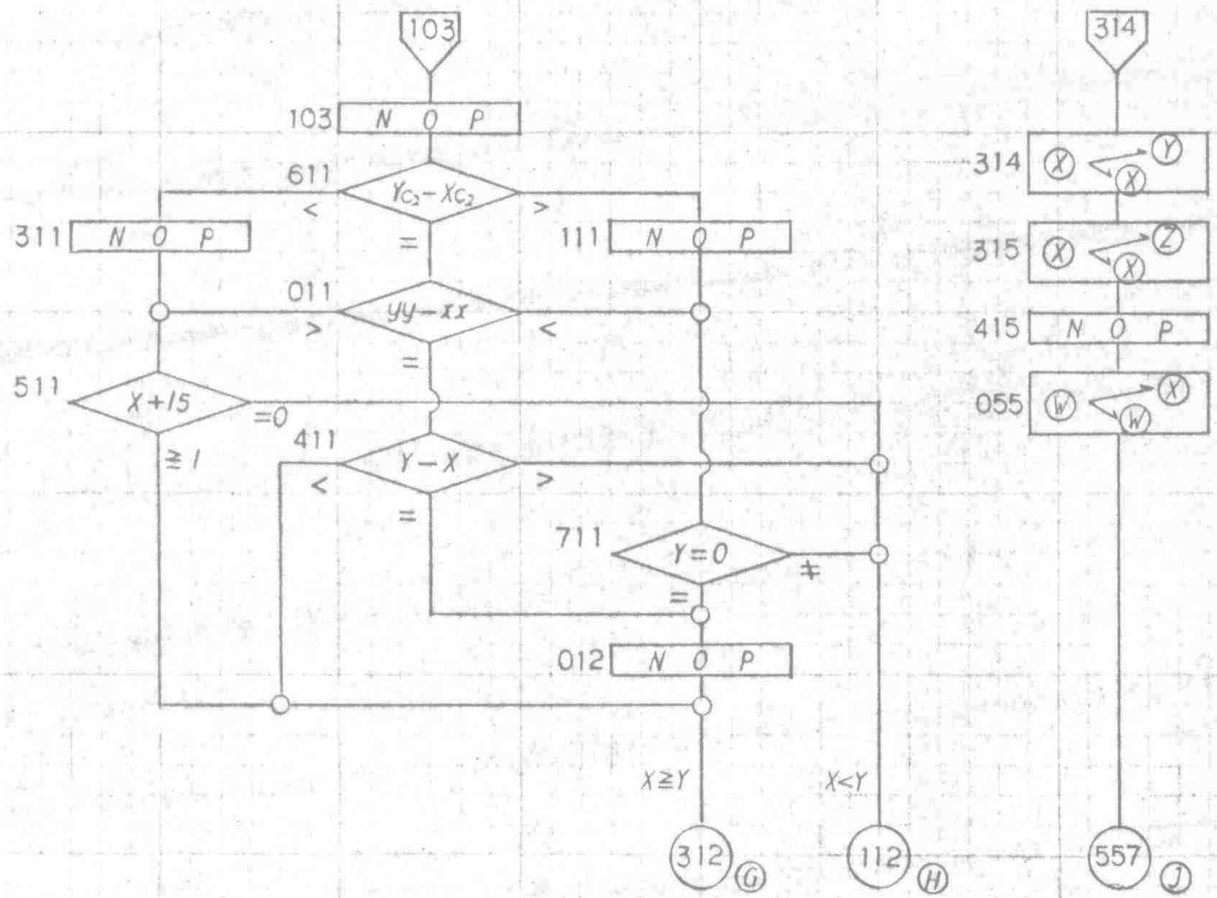 103
314
103 N O P
611 Yc₂-Xc₂
< >
=
311 N O P
111 N O P
011 yy-xx
> <
=
511 X+15
=0
≧1
411 Y-X
< >
=
711 Y=0
≠
=
012 N O P
X≧Y
X<Y
312 G
112 H
314 X Y
X
315 X Z
X
415 N O P
055 W X
W
557 J